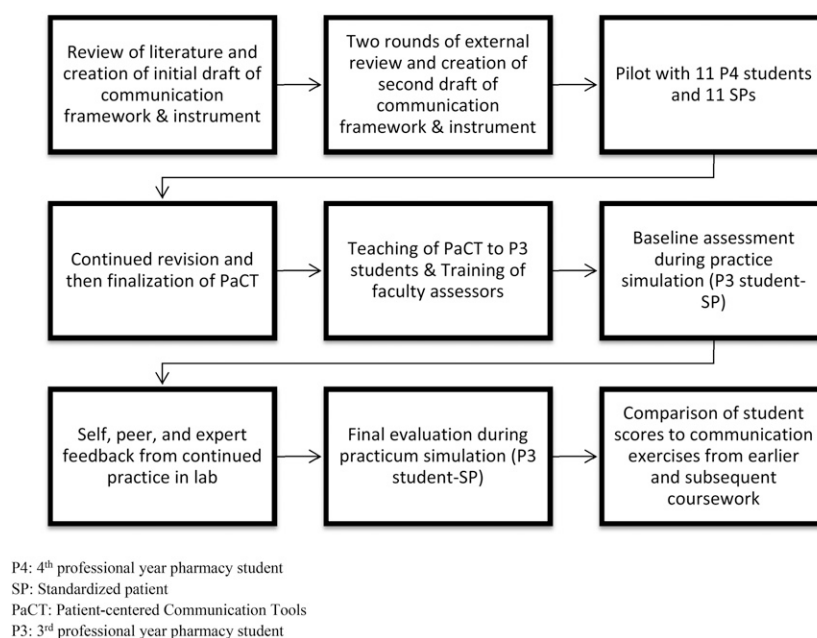 Review of literature and
creation of initial draft of
communication
framework & instrument
Two rounds of external
review and creation of
second draft of
communication
framework & instrument
Pilot with 11 P4 students
and 11 SPs
Continued revision and
then finalization of PaCT
Teaching of PaCT to P3
students & Training of
faculty assessors
Baseline assessment
during practice
simulation (P3 student-
SP)
Self, peer, and expert
feedback from continued
practice in lab
Final evaluation during
practicum simulation (P3
student-SP)
Comparison of student
scores to communication
exercises from earlier
and subsequent
coursework
P4: 4th professional year pharmacy student
SP: Standardized patient
PaCT: Patient-centered Communication Tools
P3: 3rd professional year pharmacy student